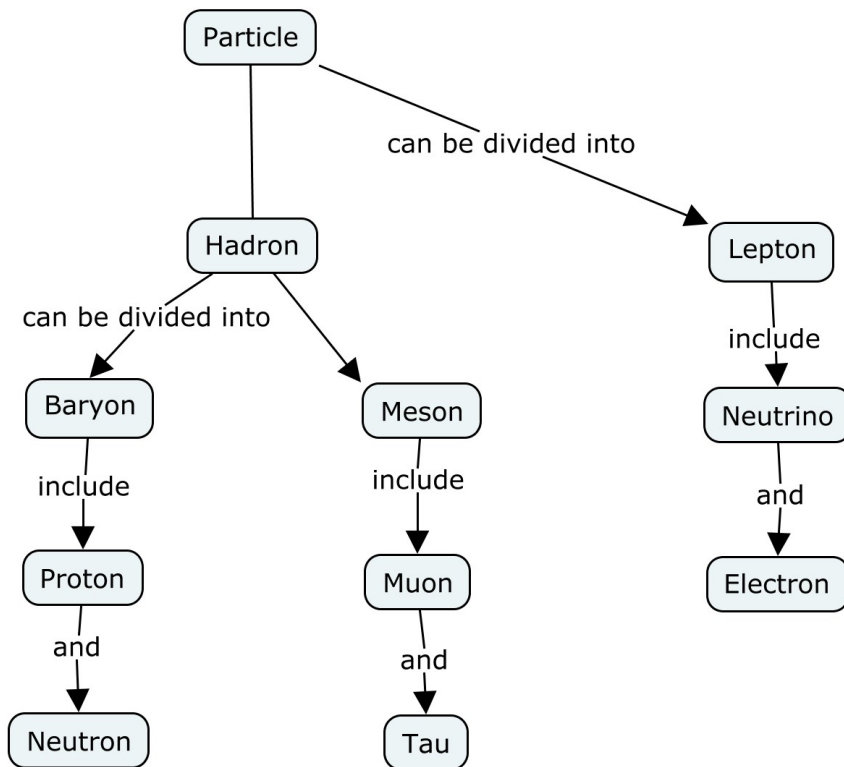 Particle
can be divided into
Hadron
Lepton
can be divided into
include
Baryon
Meson
Neutrino
include
include
and
Proton
Muon
Electron
and
and
Neutron
Tau